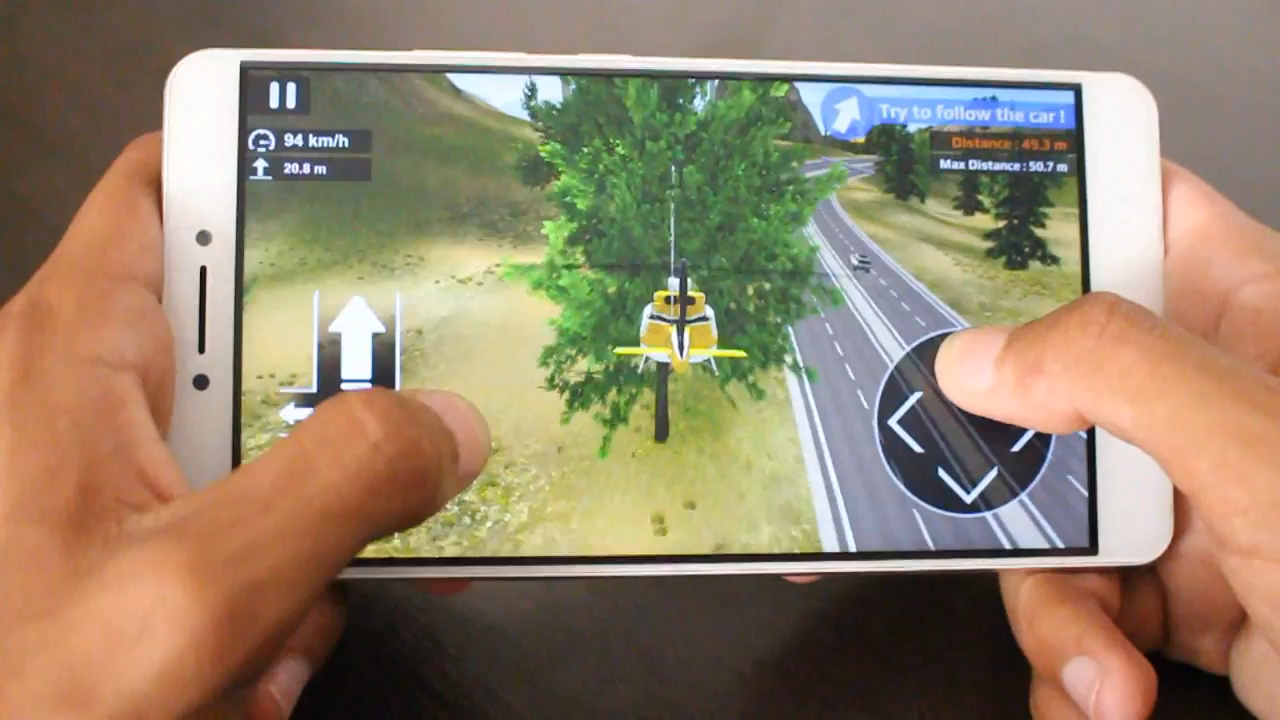 94 km/h
20.8 m
Try to follow the car !
Distance : 49.3 m
Max Distance : 50.7 m